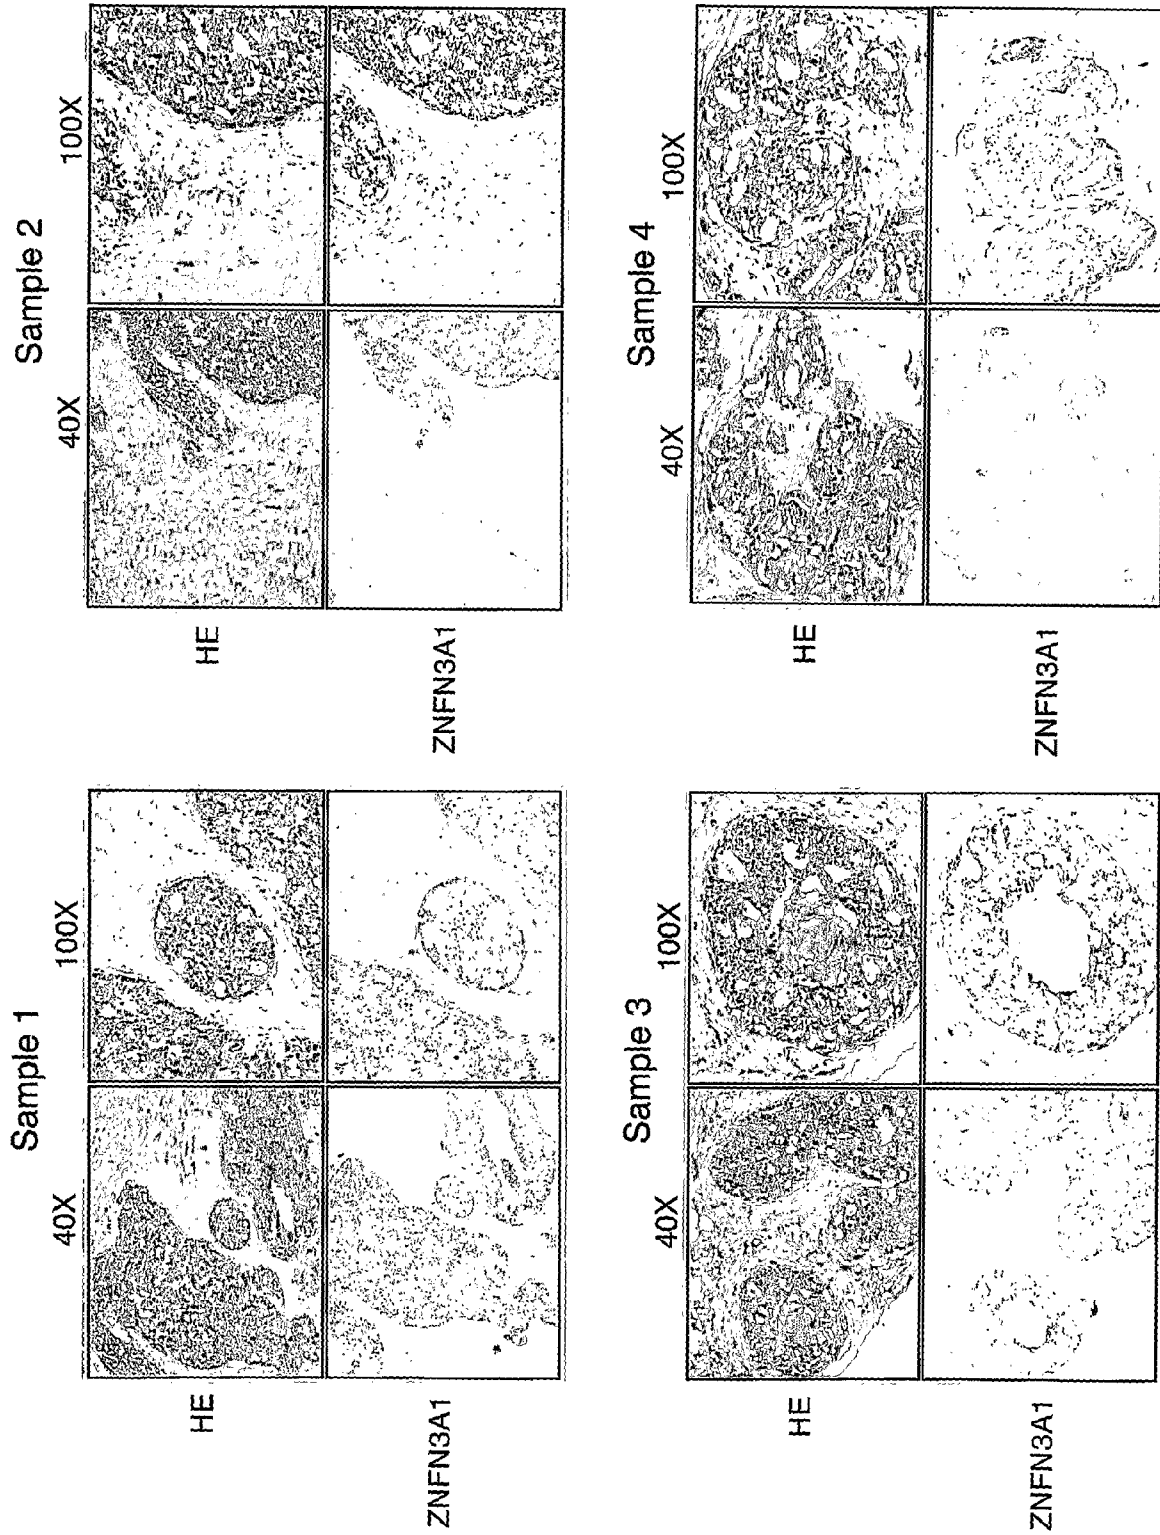 Sample 1
40X 100X
HE
ZNFN3A1
Sample 2
40X 100X
HE
ZNFN3A1
Sample 3
40X 100X
HE
ZNFN3A1
Sample 4
40X 100X
HE
ZNFN3A1